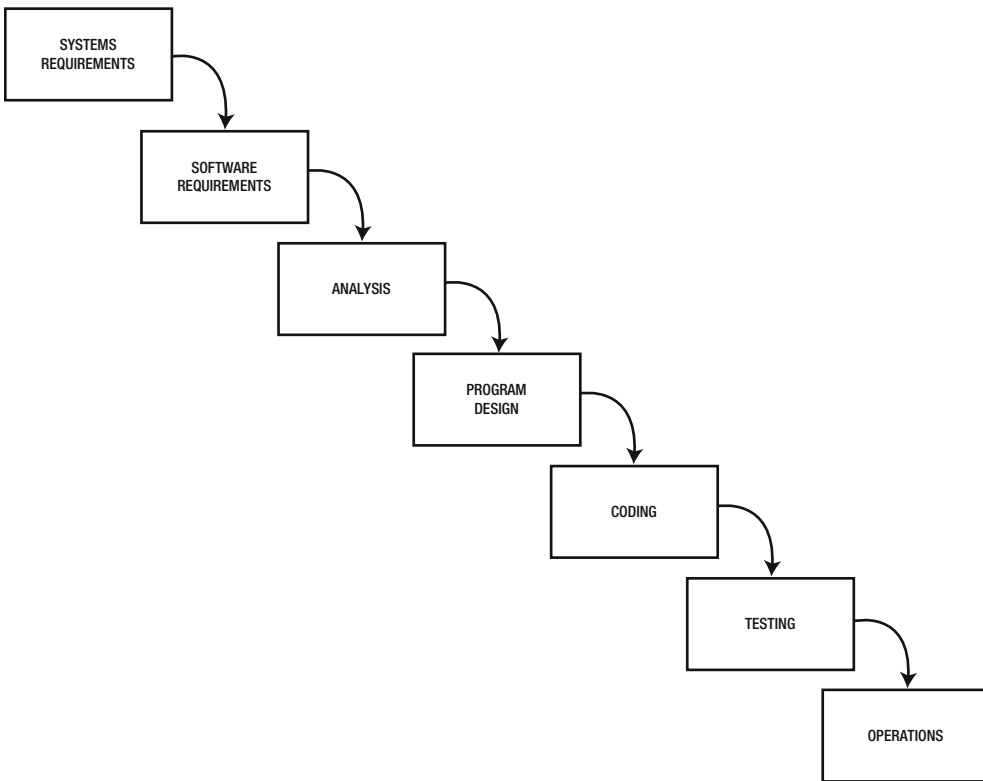 SYSTEMS
REQUIREMENTS
SOFTWARE
REQUIREMENTS
ANALYSIS
PROGRAM
DESIGN
CODING
TESTING
OPERATIONS